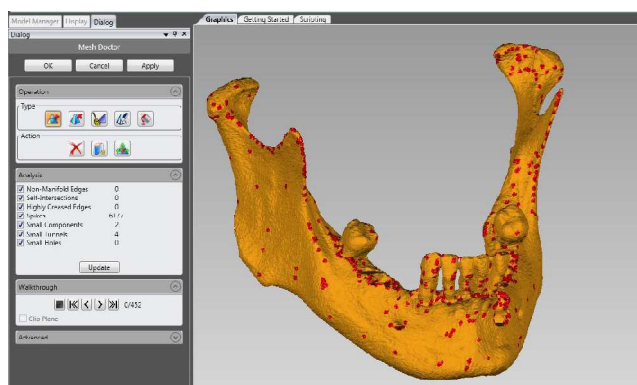 Model Manager Display Dialog
Graphics Getting Started Scripting
Dialog
Mesh Doctor
OK Cancel Apply
Operation
Type
Action
Analysis
Non-Manifold Edges 0
Self-Intersections 0
Highly Creased Edges 0
Spikes
Small Components 2
Small Tunnels 4
Small Holes 0
Update
Walkthrough
0/452
Clip Plane
Advanced